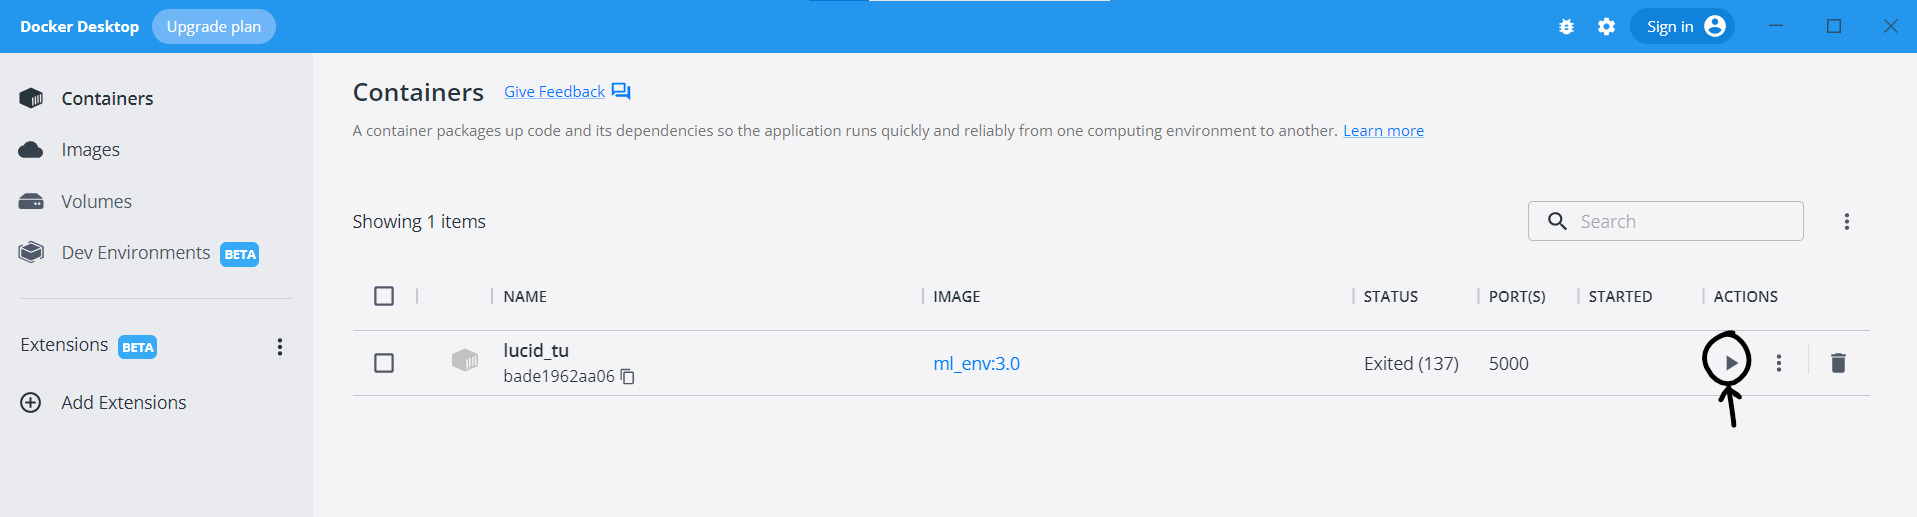 Docker Desktop Upgrade plan Sign in
Containers
Images
Volumes
Dev Environments BETA
Extensions BETA
Add Extensions
Containers Give Feedback
A container packages up code and its dependencies so the application runs quickly and reliably from one computing environment to another. Learn more
Showing 1 items Search
NAME IMAGE STATUS PORT(S) STARTED ACTIONS
lucid_tu ml_env:3.0 Exited (137) 5000
bade1962aa06